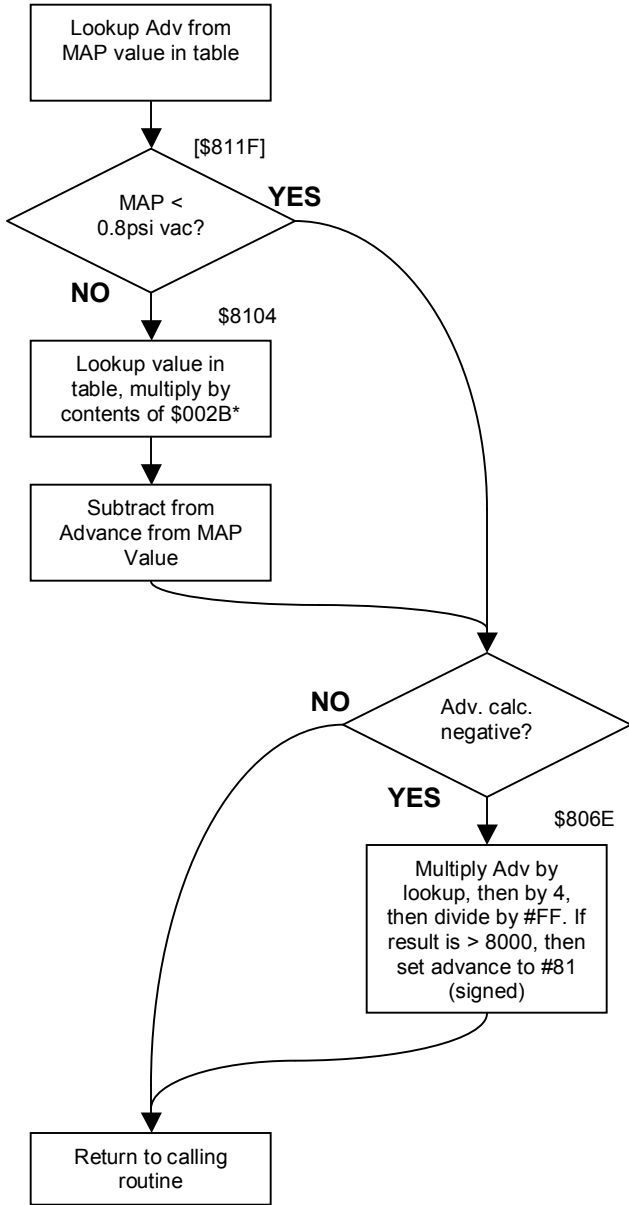 Lookup Adv from
MAP value in table
[$811F]
MAP <
0.8psi vac?
YES
NO
$8104
Lookup value in
table, multiply by
contents of $002B*
Subtract from
Advance from MAP
Value
NO
Adv. calc.
negative?
YES
$806E
Multiply Adv by
lookup, then by 4,
then divide by #FF. If
result is > 8000, then
set advance to #81
(signed)
Return to calling
routine